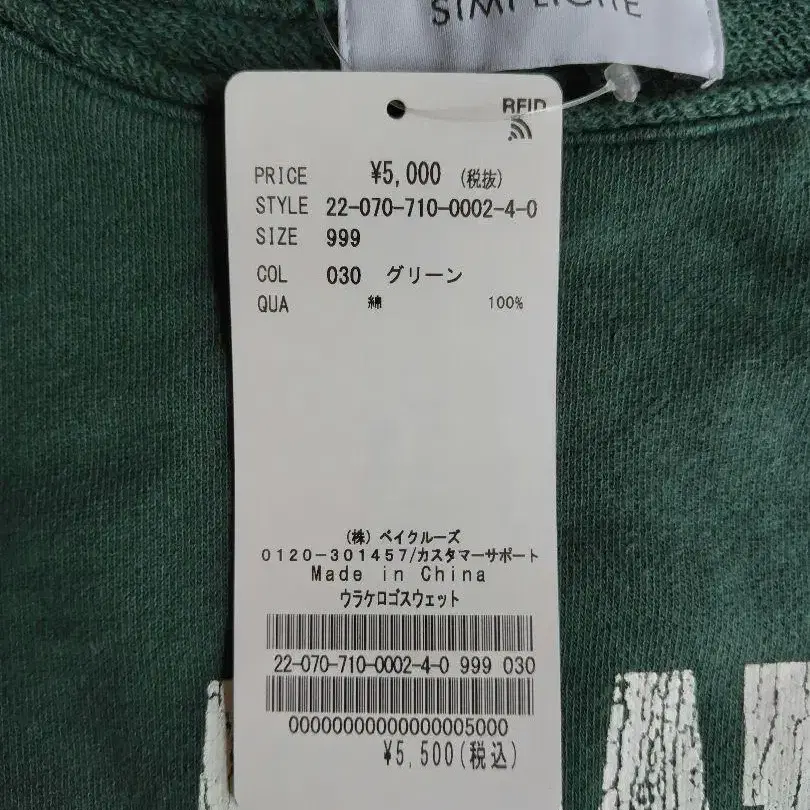 SIMPLICITE
RFID
PRICE ¥5,000 (税抜)
STYLE 22-070-710-0002-4-0
SIZE 999
COL 030 グリーン
QUA 綿 100%
(株) ベイクルーズ
0120-301457/カスタマーサポート
Made in China
ウラケロゴスウェット
22-070-710-0002-4-0 999 030
00000000000000005000
¥5,500(税込)